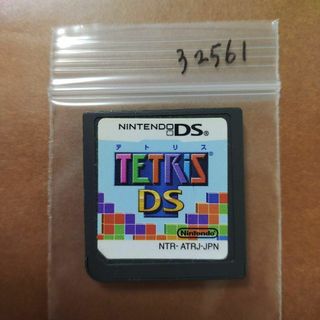 32561
NINTENDO DS
テトリス
TETRIS
DS
Nintendo
NTR-ATRJ-JPN